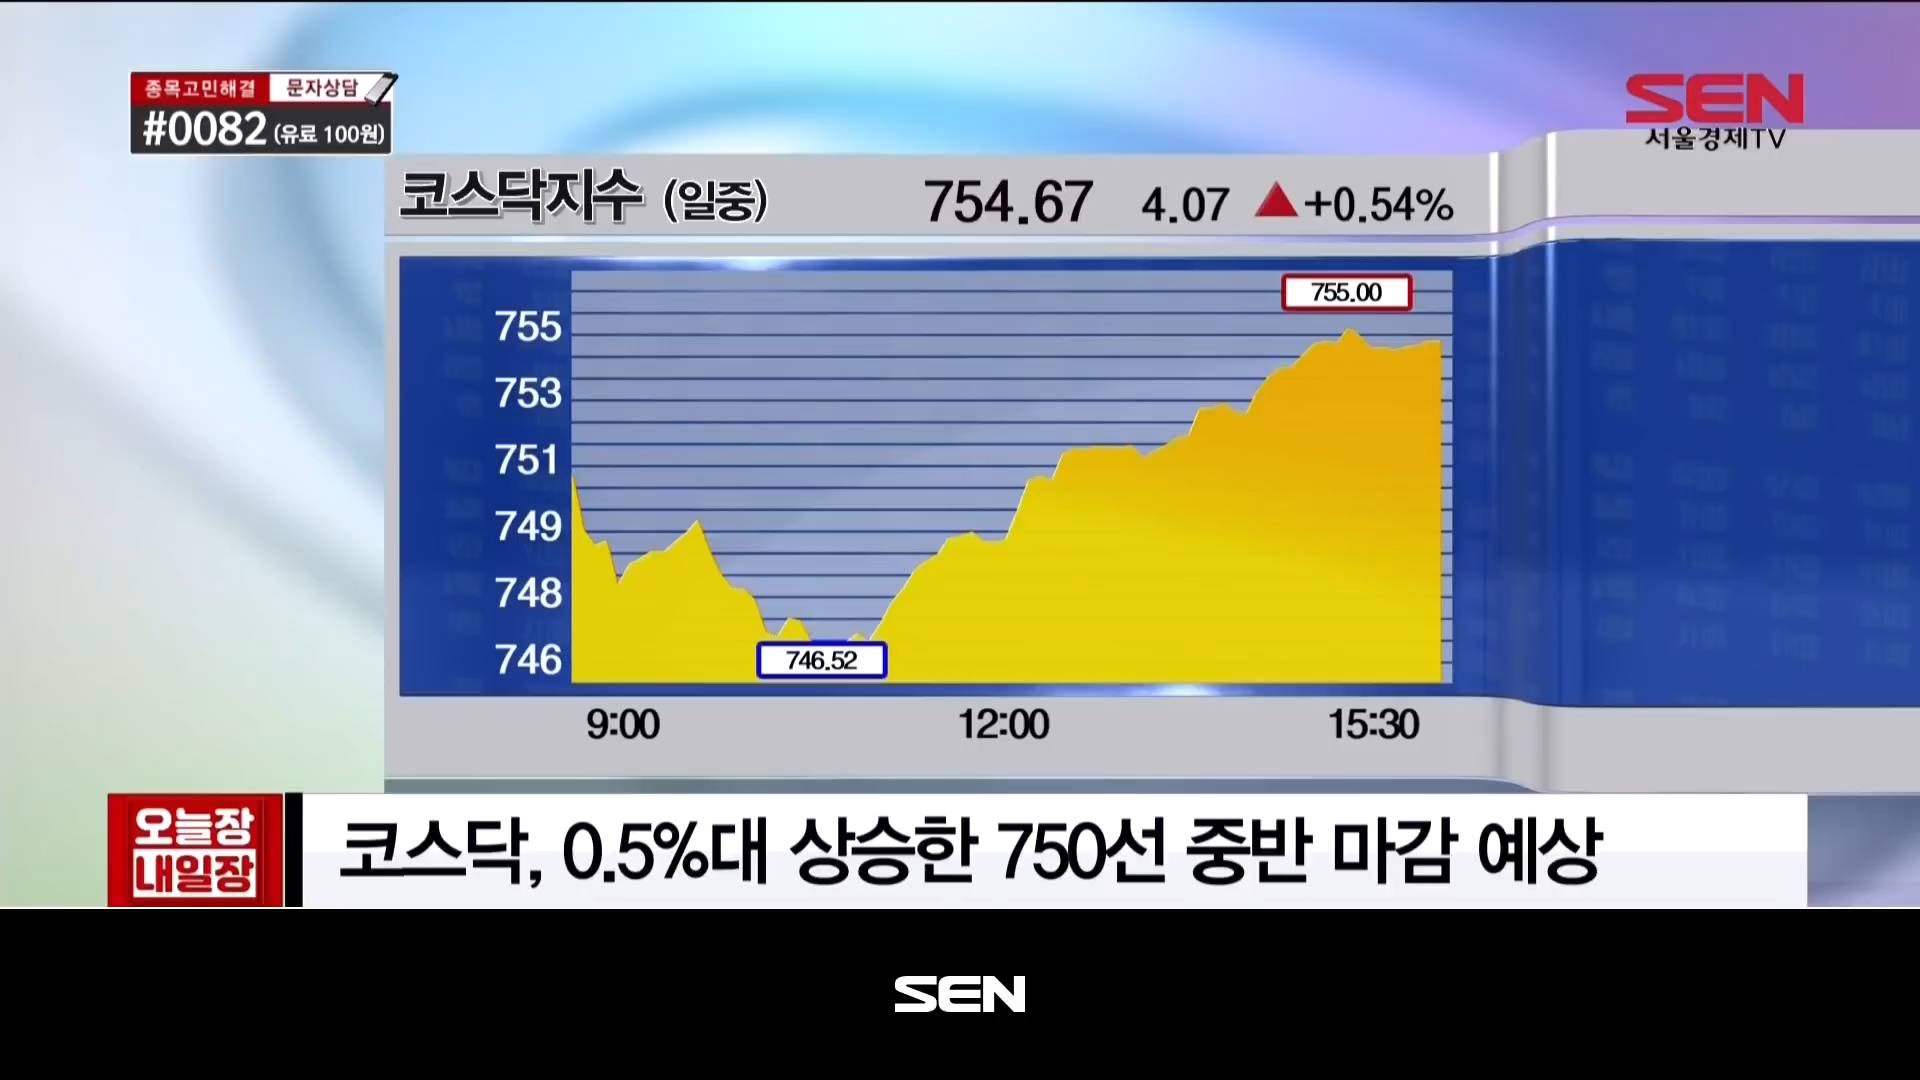 종목고민해결 문자상담
#0082 (유료 100원)
SEN
서울경제TV
코스닥지수 (일중) 754.67 4.07 ▲+0.54%
755.00
755
753
751
749
748
746
746.52
9:00 12:00 15:30
오늘장
내일장
코스닥, 0.5%대 상승한 750선 중반 마감 예상
SEN